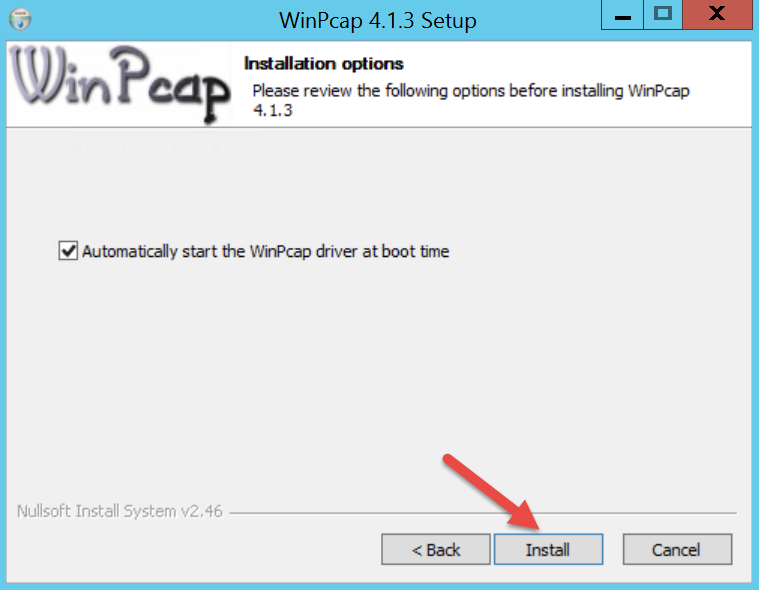 WinPcap 4.1.3 Setup
WinPcap
Installation options
Please review the following options before installing WinPcap
4.1.3
Automatically start the WinPcap driver at boot time
Nullsoft Install System v2.46
< Back
Install
Cancel